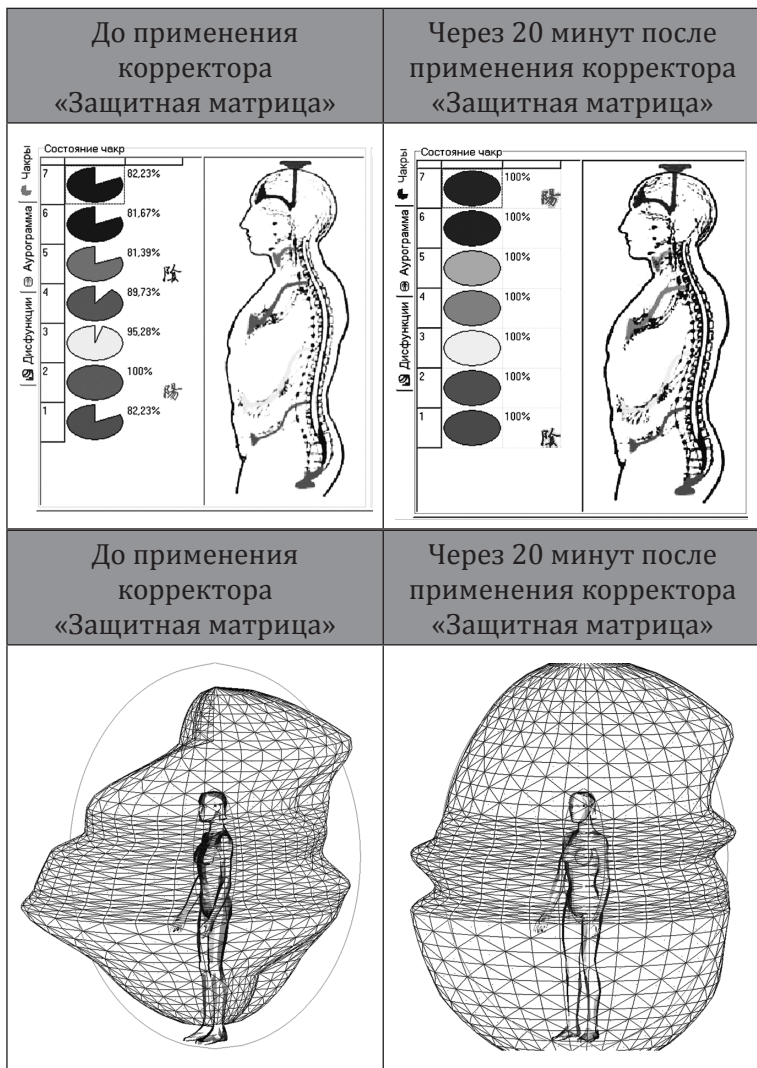 До применения
корректора
«Защитная матрица»
Через 20 минут после
применения корректора
«Защитная матрица»
Состояние чакр
Чакры
Аурограмма
Дисфункции
7 82,23%
6 81,67%
5 81,39%
4 89,73%
3 95,28%
2 100%
1 82,23%
Состояние чакр
Чакры
Аурограмма
Дисфункции
7 100%
6 100%
5 100%
4 100%
3 100%
2 100%
1 100%
До применения
корректора
«Защитная матрица»
Через 20 минут после
применения корректора
«Защитная матрица»